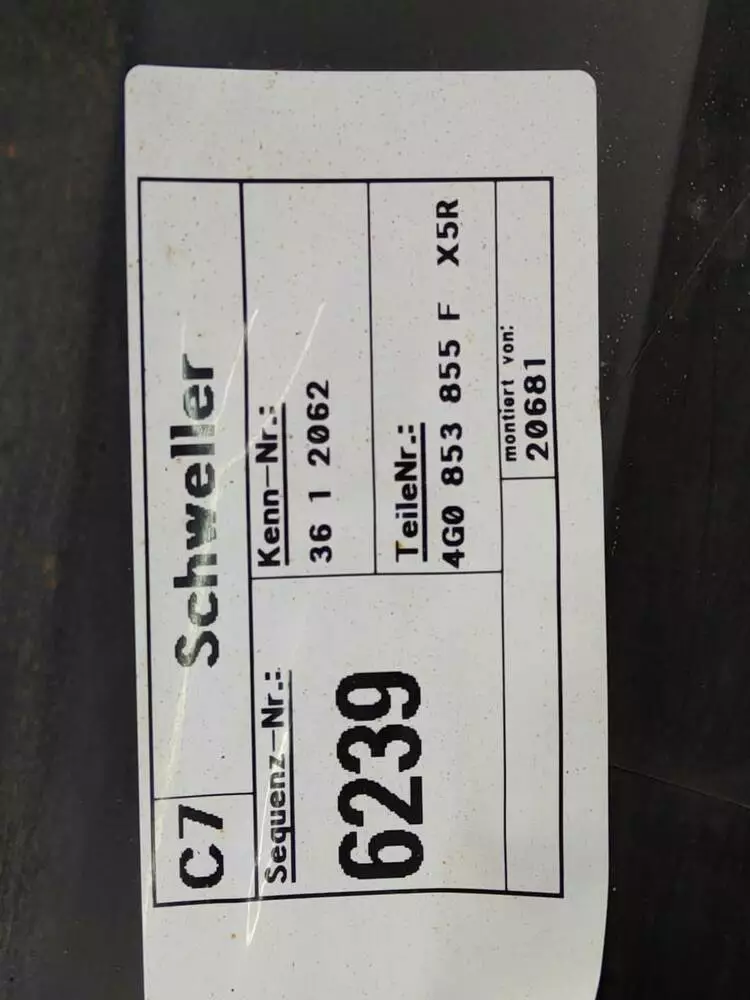 C7
Schweller
Sequenz-Nr.:
6239
Kenn-Nr.:
36 1 2062
TeileNr.:
4G0 853 855 F X5R
montiert von:
20681